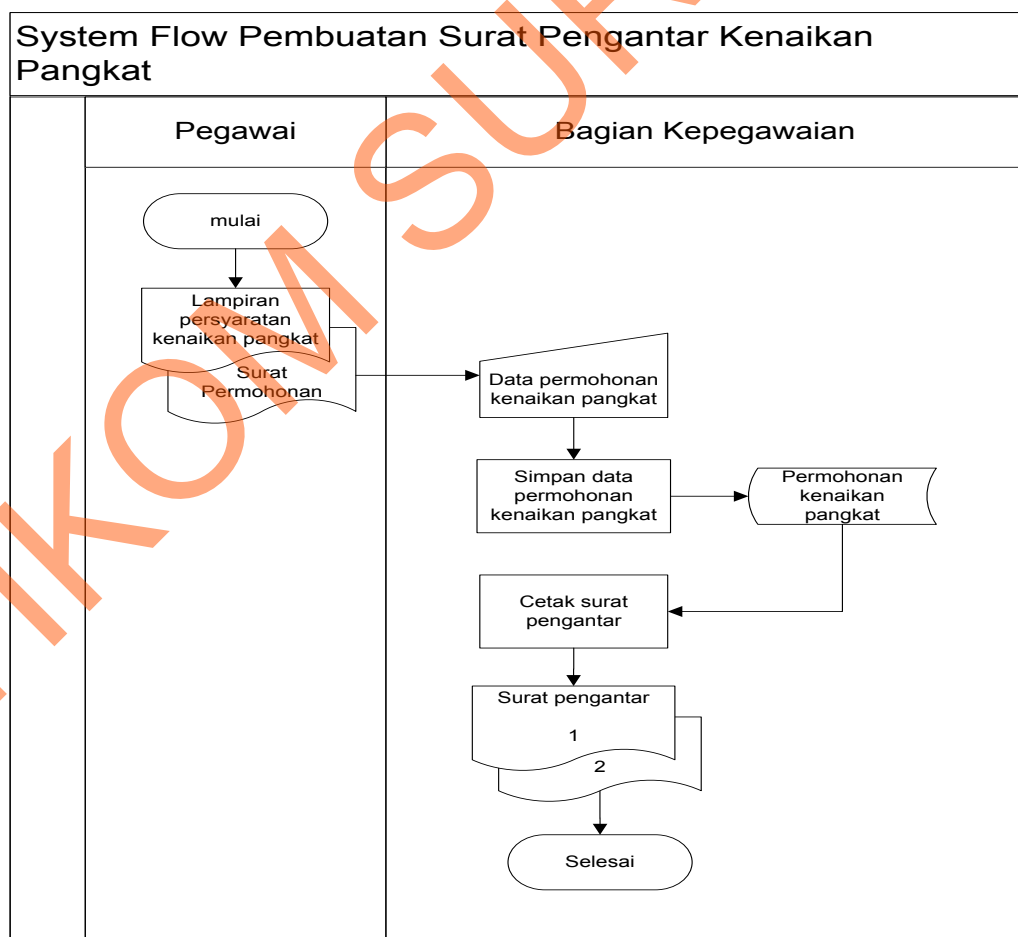 System Flow Pembuatan Surat Pengantar Kenaikan
Pangkat
Pegawai
Bagian Kepegawaian
mulai
Lampiran
persyaratan
kenaikan pangkat
Surat
Permohonan
Data permohonan
kenaikan pangkat
Simpan data
permohonan
kenaikan pangkat
Permohonan
kenaikan
pangkat
Cetak surat
pengantar
Surat pengantar
1
2
Selesai